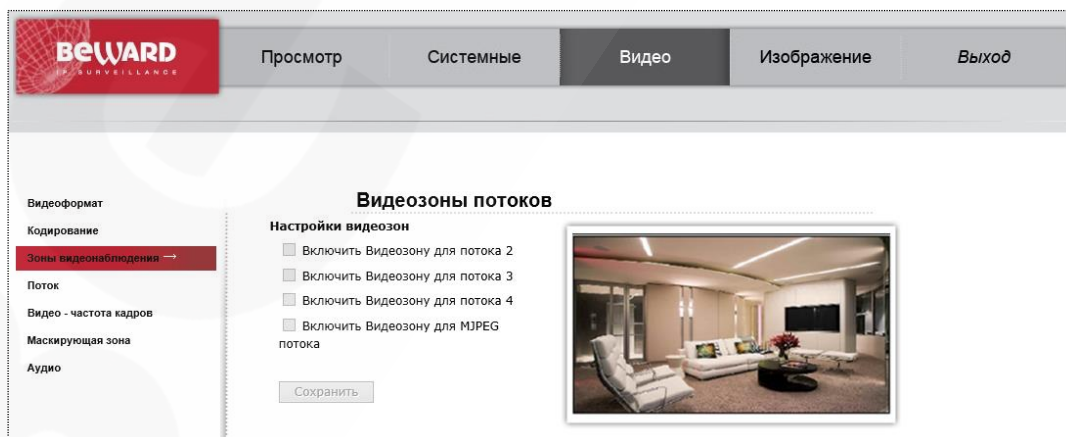 BEWARD
IP SURVEILLANCE
Просмотр Системные Видео Изображение Выход
Видеоформат
Кодирование
Зоны видеонаблюдения →
Поток
Видео - частота кадров
Маскирующая зона
Аудио
Видеозоны потоков
Настройки видеозон
Включить Видеозону для потока 2
Включить Видеозону для потока 3
Включить Видеозону для потока 4
Включить Видеозону для MJPEG
потока
Сохранить